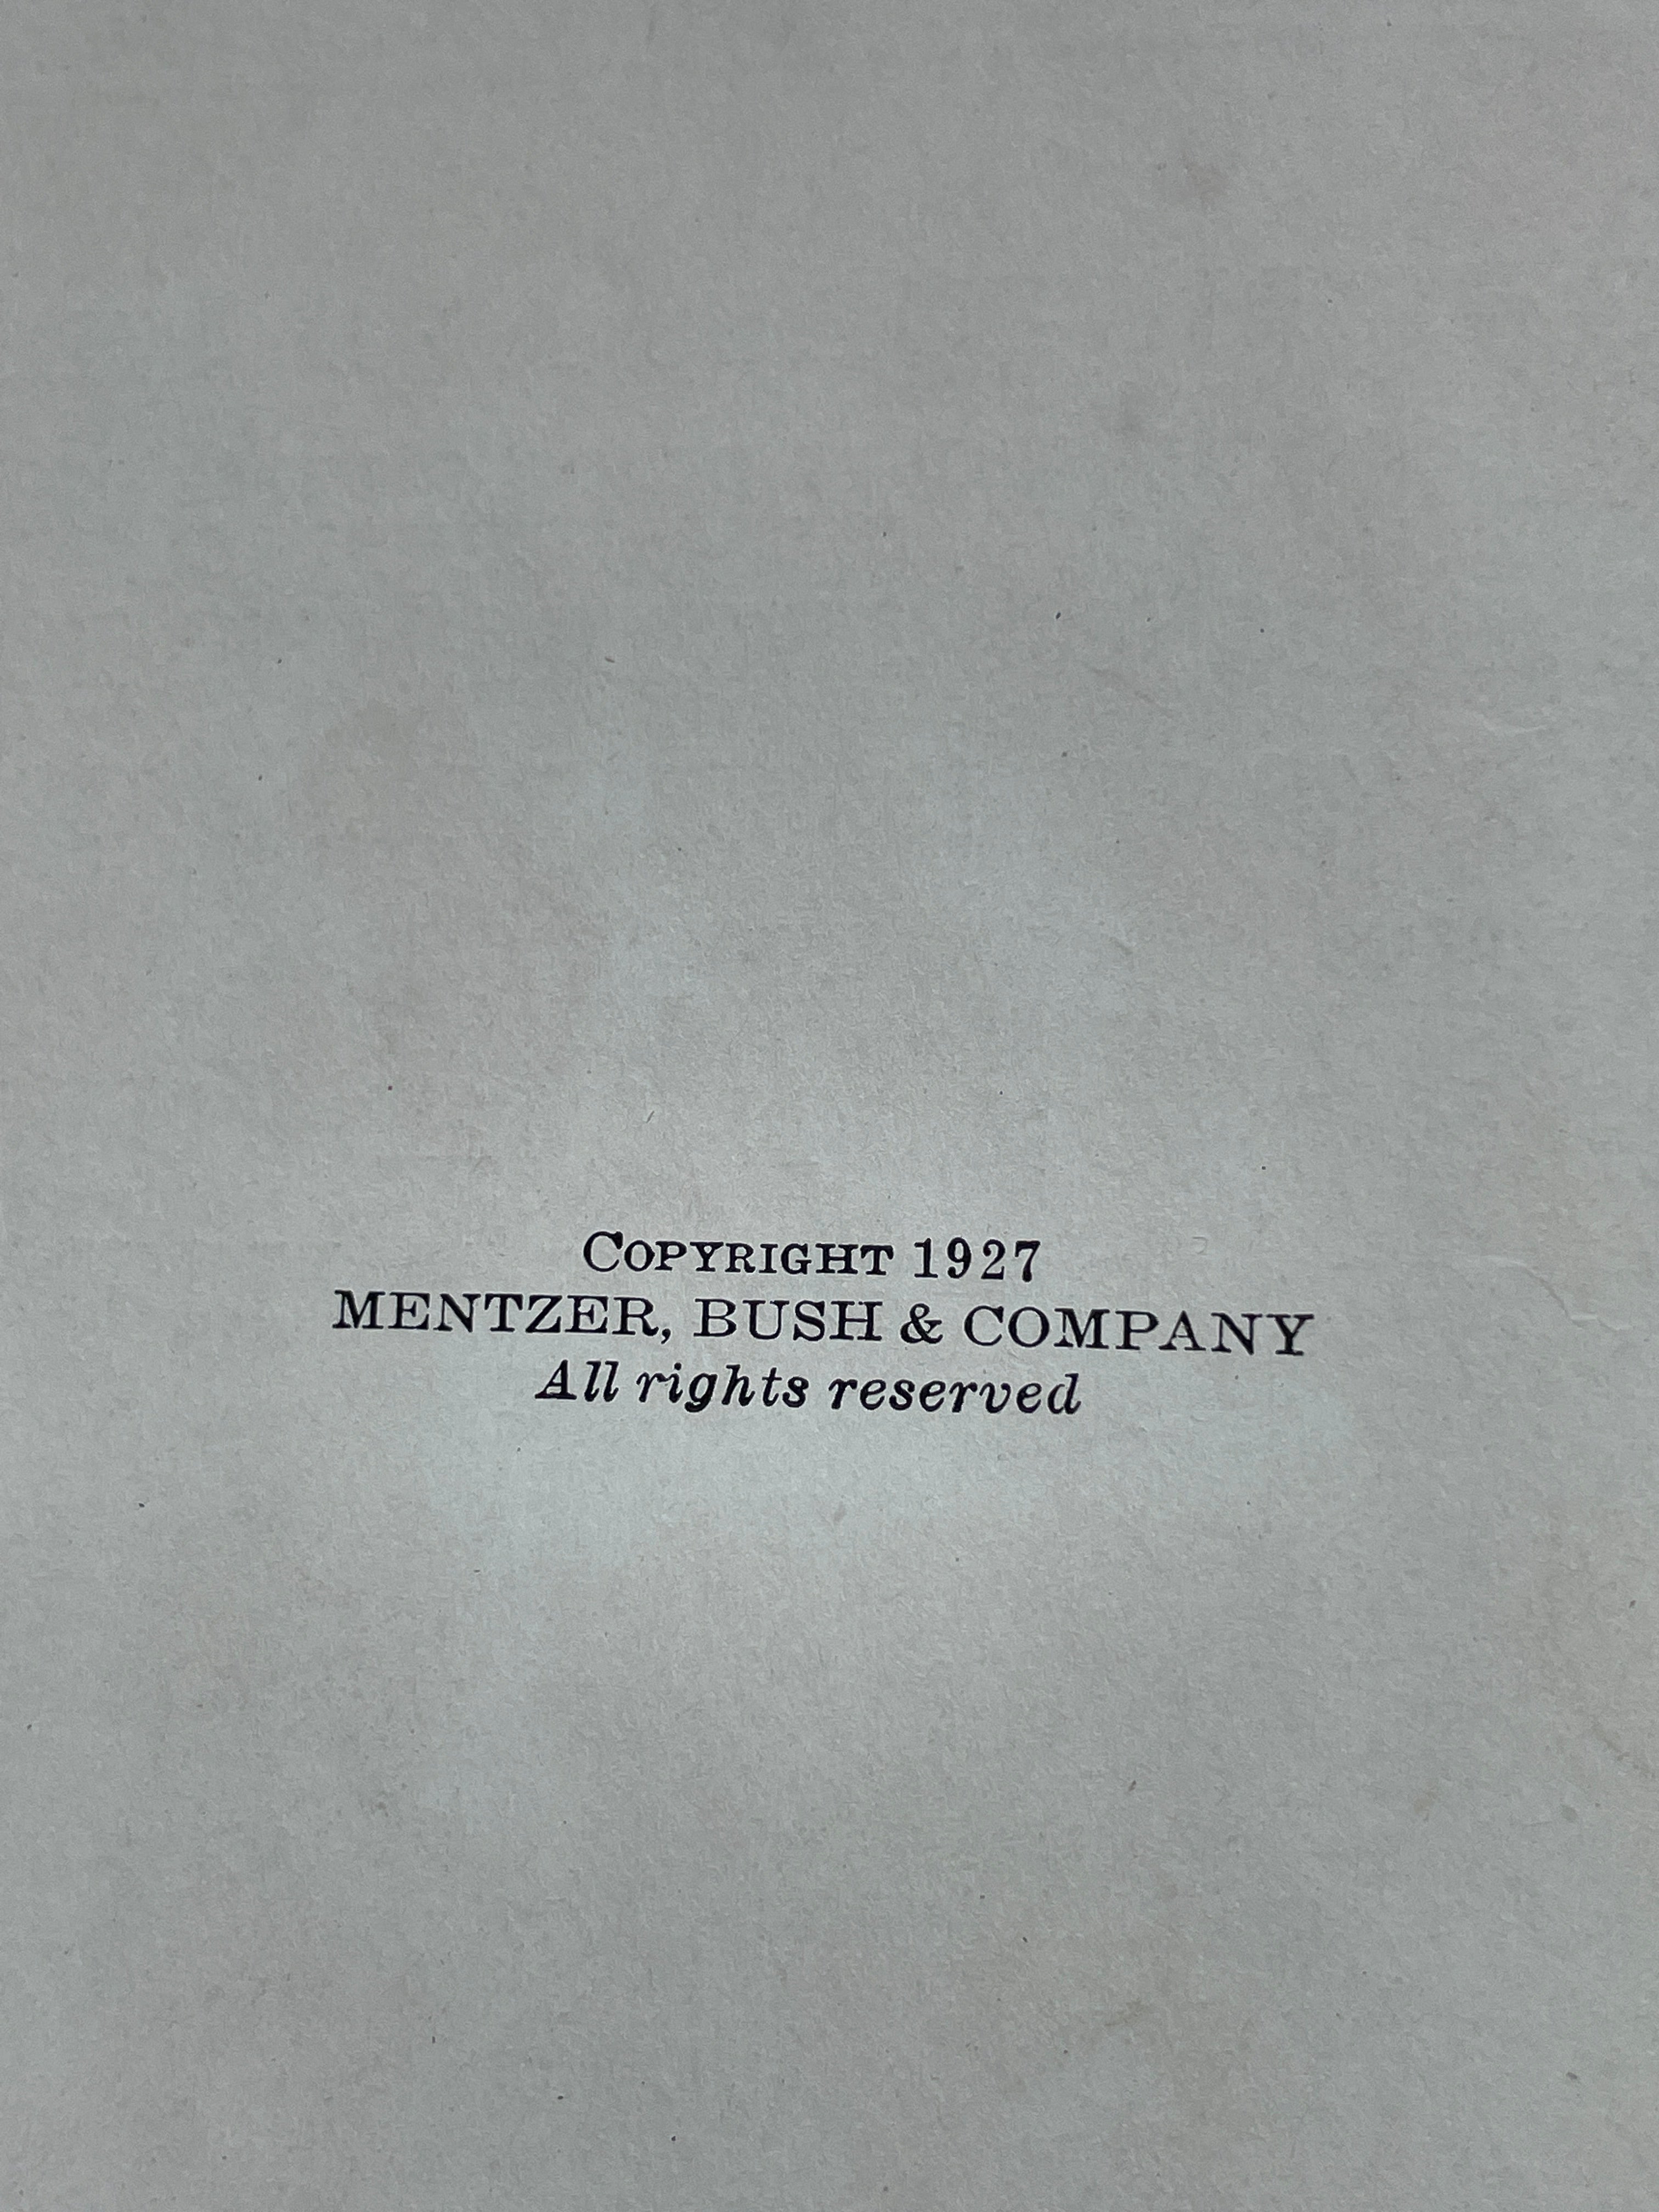 COPYRIGHT 1927
MENTZER, BUSH & COMPANY
All rights reserved